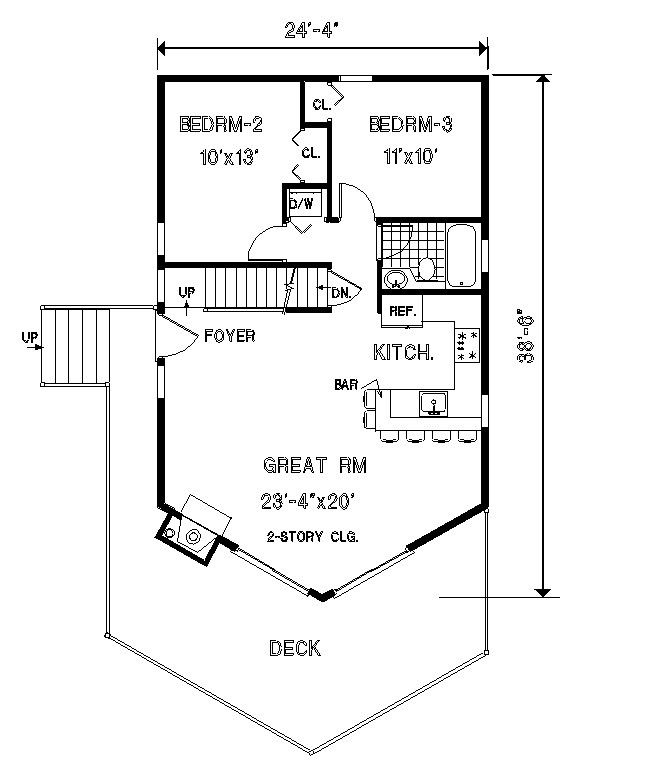 24'-4"
CL.
BEDRM-2
10'x13'
BEDRM-3
11'x10'
CL.
D/W
UP
DN.
REF.
UP
FOYER
KITCH.
38'-6"
BAR
GREAT RM
23'-4"x20'
2-STORY CLG.
DECK